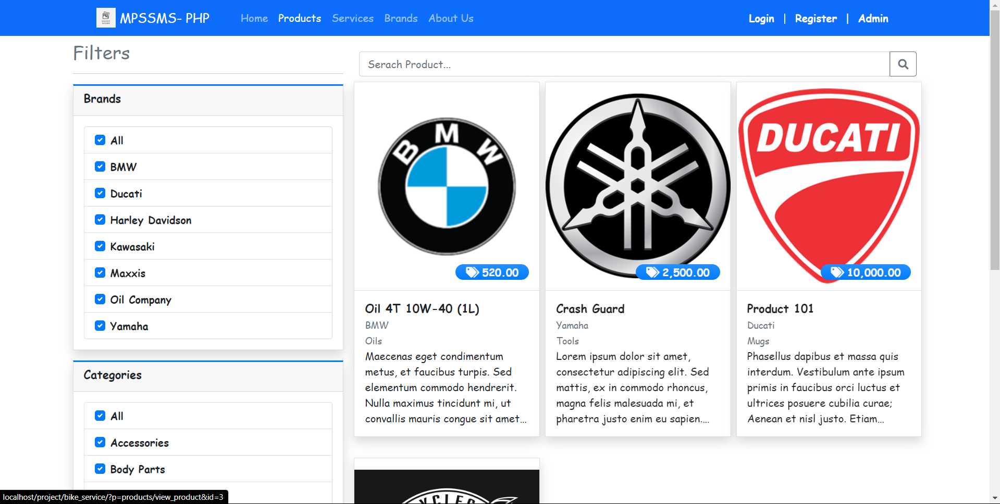 MPSSMS- PHP
Home Products Services Brands About Us
Login | Register | Admin
Filters
Serach Product...
Brands
All
BMW
Ducati
Harley Davidson
Kawasaki
Maxxis
Oil Company
Yamaha
Categories
All
Accessories
Body Parts
BMW
520.00
Oil 4T 10W-40 (1L)
BMW
Oils
Maecenas eget condimentum
metus, et faucibus turpis. Sed
elementum commodo hendrerit.
Nulla maximus tincidunt mi, ut
convallis mauris congue sit amet...
2,500.00
Crash Guard
Yamaha
Tools
Lorem ipsum dolor sit amet,
consectetur adipiscing elit. Sed
mattis, ex in commodo rhoncus,
magna felis malesuada mi, et
pharetra justo enim eu sapien....
DUCATI
10,000.00
Product 101
Ducati
Mugs
Phasellus dapibus et massa quis
interdum. Vestibulum ante ipsum
primis in faucibus orci luctus et
ultrices posuere cubilia curae;
Aenean et nisl justo. Etiam...
localhost/project/bike_service/?p=products/view_product&id=3